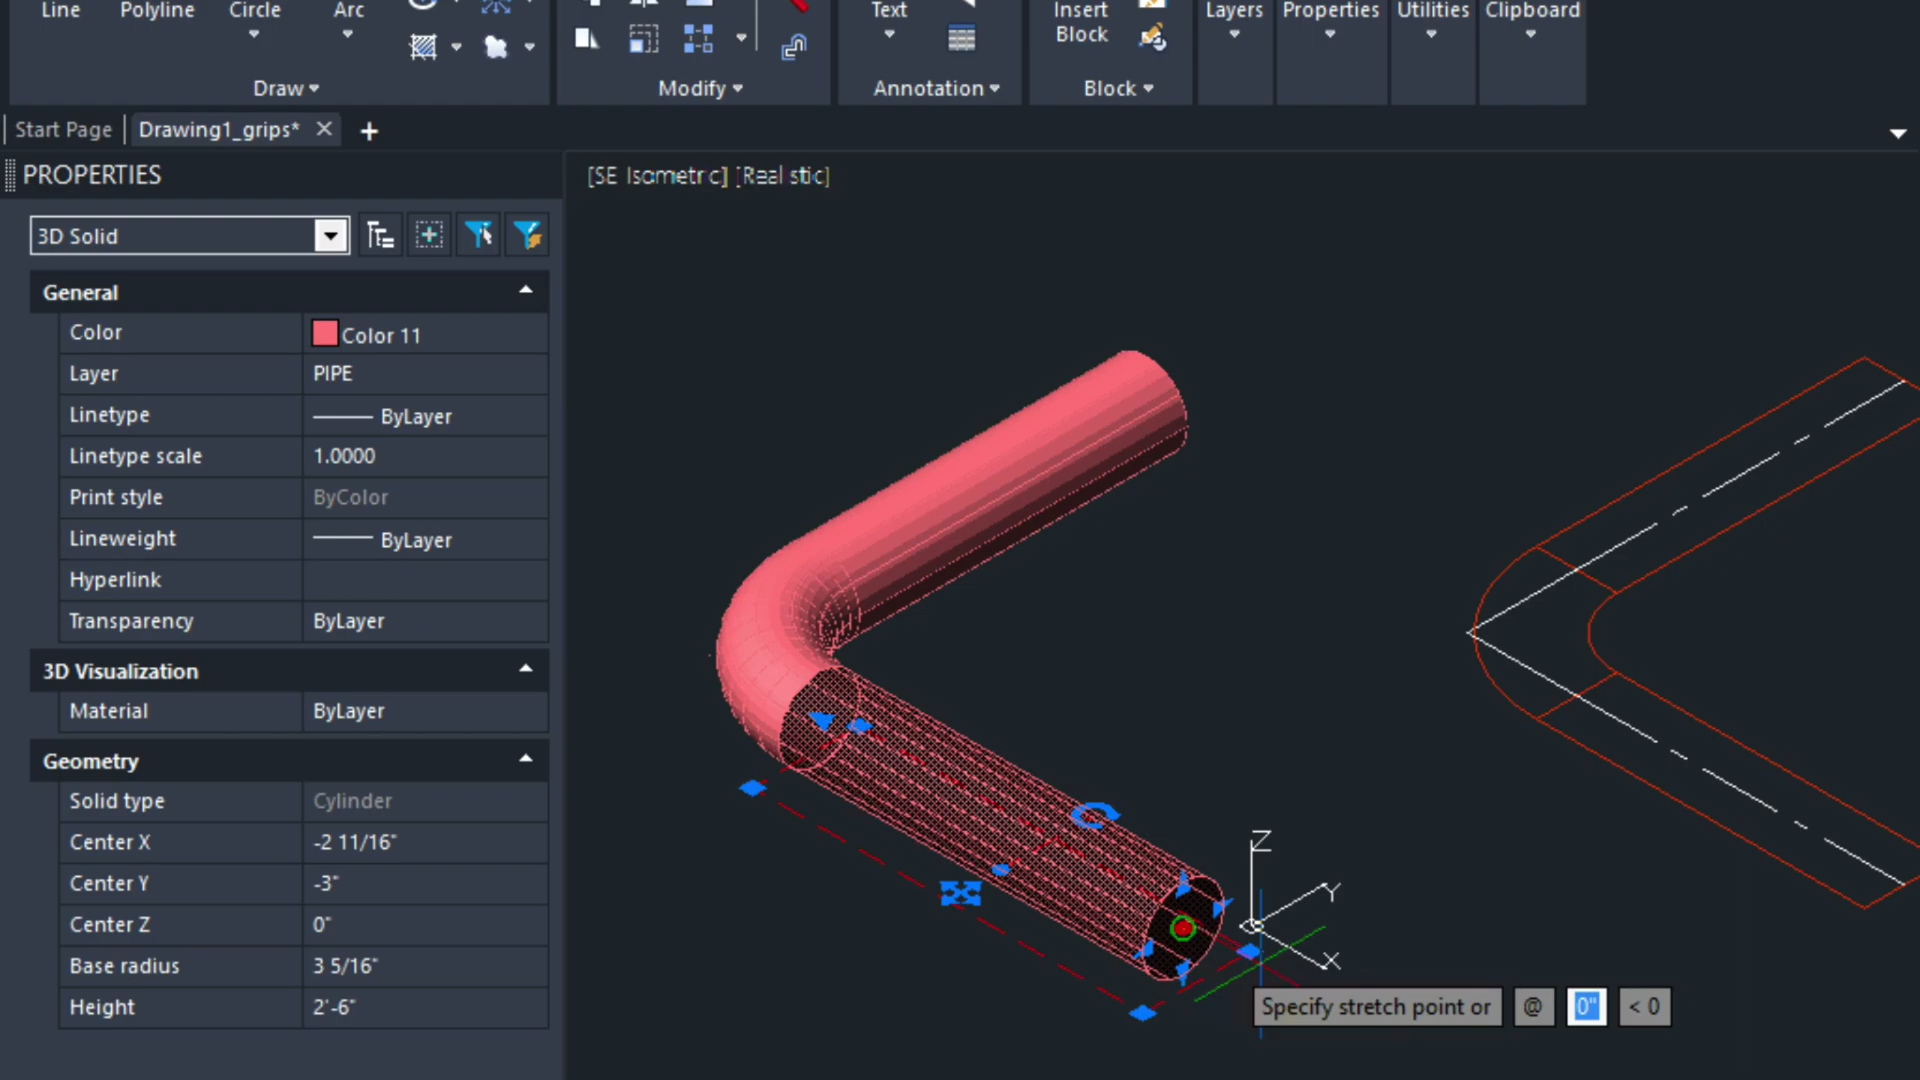 Line Polyline Circle Arc Text Insert Block Layers Properties Utilities Clipboard
Draw Modify Annotation Block
Start Page Drawing1_grips*
PROPERTIES
[SE Isometric] [Realistic]
3D Solid
General
Color Color 11
Layer PIPE
Linetype ByLayer
Linetype scale 1.0000
Print style ByColor
Lineweight ByLayer
Hyperlink
Transparency ByLayer
3D Visualization
Material ByLayer
Geometry
Solid type Cylinder
Center X -2 11/16"
Center Y -3"
Center Z 0"
Base radius 3 5/16"
Height 2'-6"
Z
Y
X
Specify stretch point or @ 0" < 0